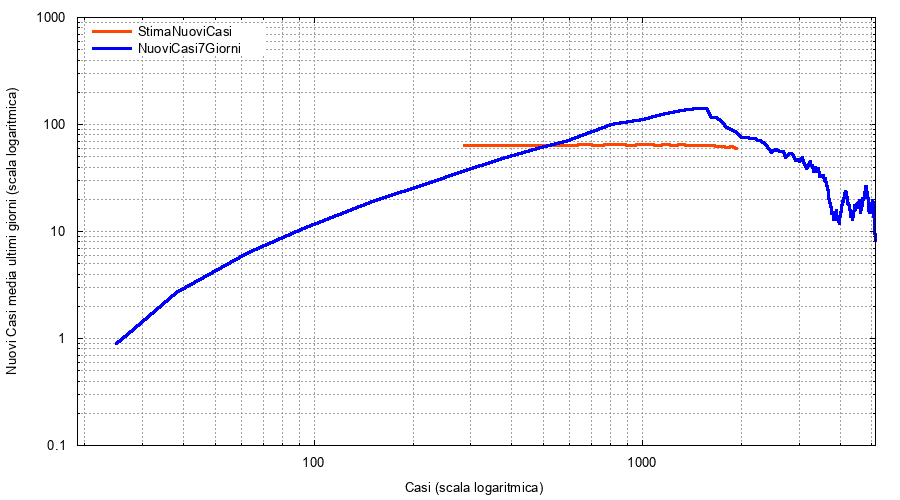 1000
StimaNuoviCasi
NuoviCasi7Giorni
100
10
1
0.1
Nuovi Casi media ultimi giorni (scala logaritmica)
100
1000
Casi (scala logaritmica)